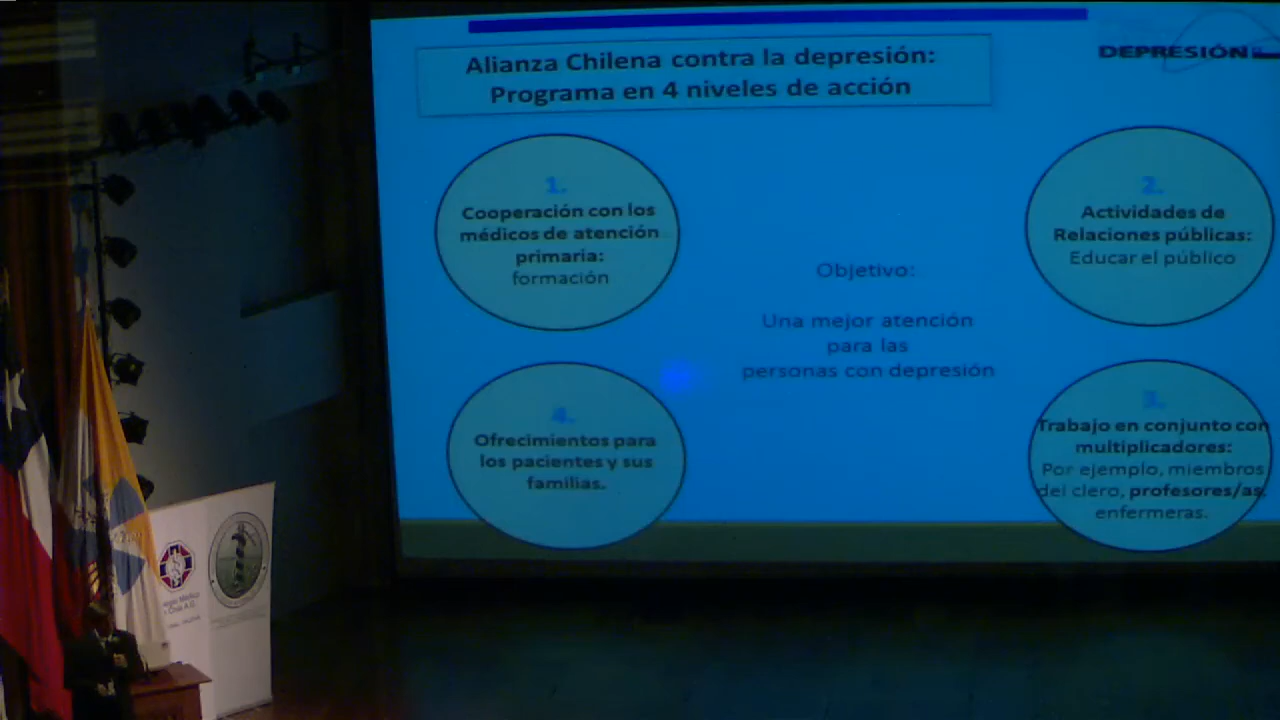 Alianza Chilena contra la depresión:
Programa en 4 niveles de acción
DEPRESIÓN
1.
Cooperación con los
médicos de atención
primaria:
formación
2.
Actividades de
Relaciones públicas:
Educar el público
Objetivo:
Una mejor atención
para las
personas con depresión
4.
Ofrecimientos para
los pacientes y sus
familias.
3.
Trabajo en conjunto con
multiplicadores:
Por ejemplo, miembros
del clero, profesores/as,
enfermeras.